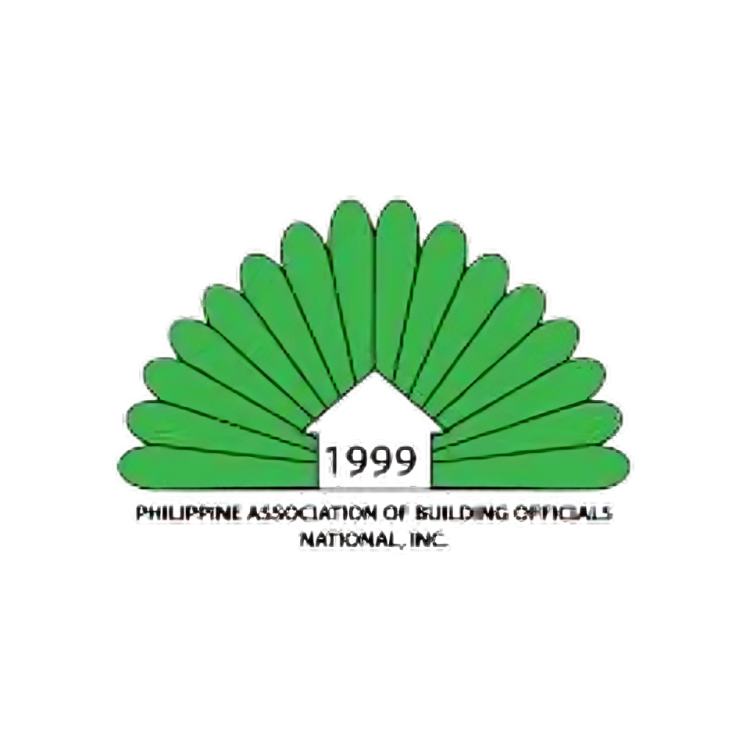 1999
PHILIPPINE ASSOCIATION OF BUILDING OFFICIALS
NATIONAL, INC.